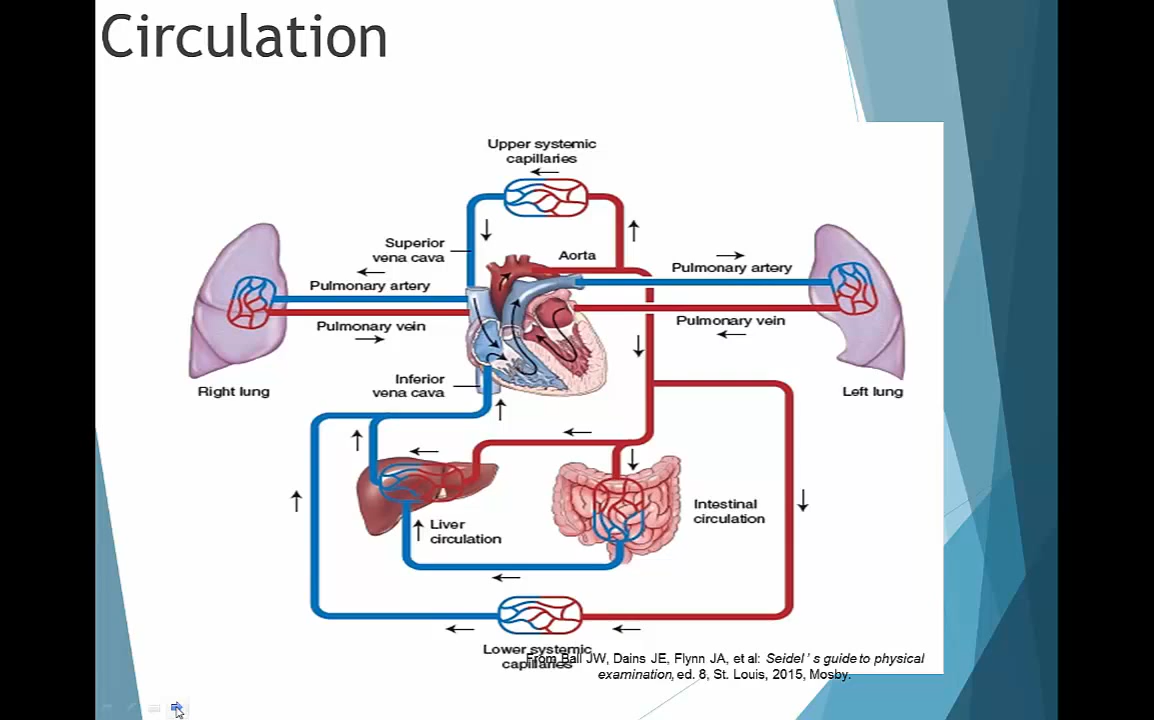 Circulation
Upper systemic
capillaries
Superior
vena cava
Aorta
Pulmonary artery
Pulmonary artery
Pulmonary vein
Pulmonary vein
Right lung
Inferior
vena cava
Left lung
Liver
circulation
Intestinal
circulation
Lower systemic
capillaries
From Ball JW, Dains JE, Flynn JA, et al: Seidel ’ s guide to physical
examination, ed. 8, St. Louis, 2015, Mosby.